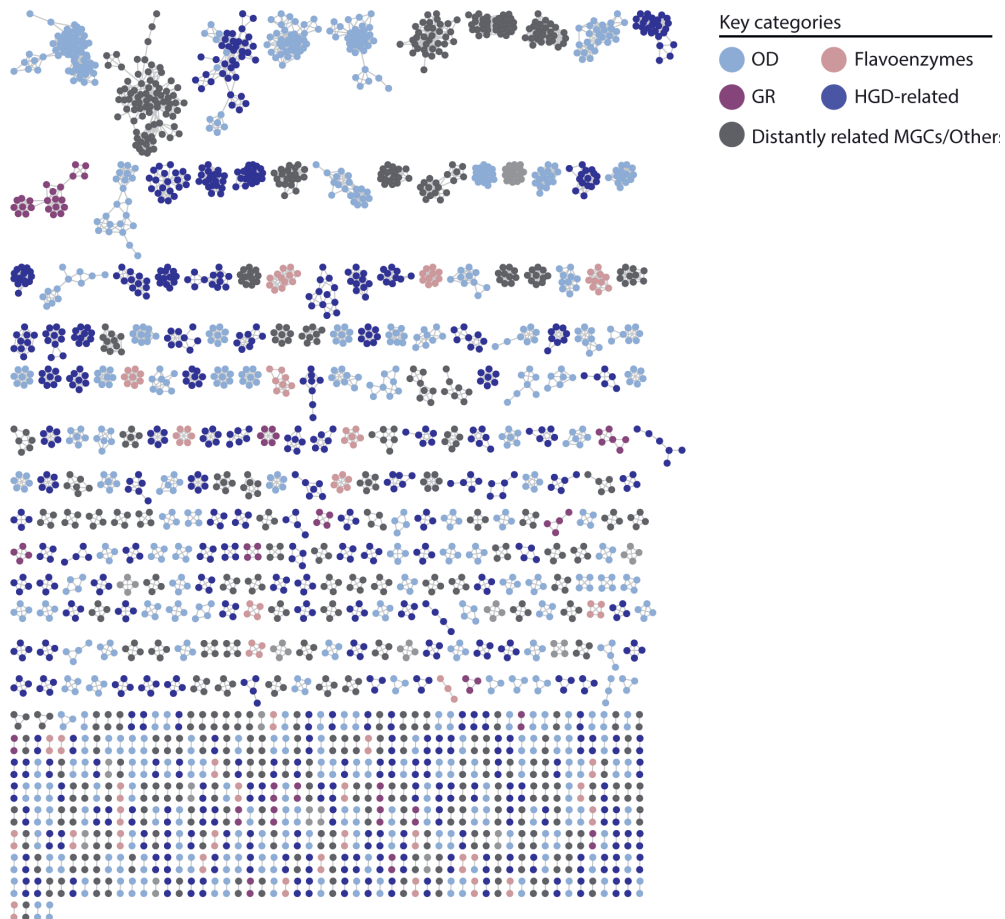 Key categories
OD
Flavoenzymes
GR
HGD-related
Distantly related MGCs/Others